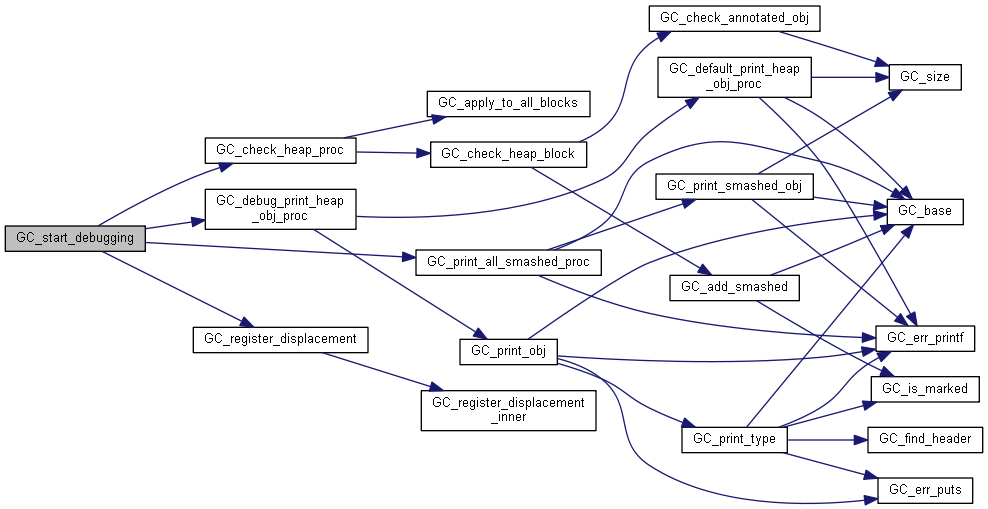 GC_start_debugging
GC_check_heap_proc
GC_debug_print_heap
_obj_proc
GC_print_all_smashed_proc
GC_register_displacement
GC_apply_to_all_blocks
GC_check_heap_block
GC_print_obj
GC_register_displacement
_inner
GC_check_annotated_obj
GC_default_print_heap
_obj_proc
GC_print_smashed_obj
GC_add_smashed
GC_print_type
GC_size
GC_base
GC_err_printf
GC_is_marked
GC_find_header
GC_err_puts